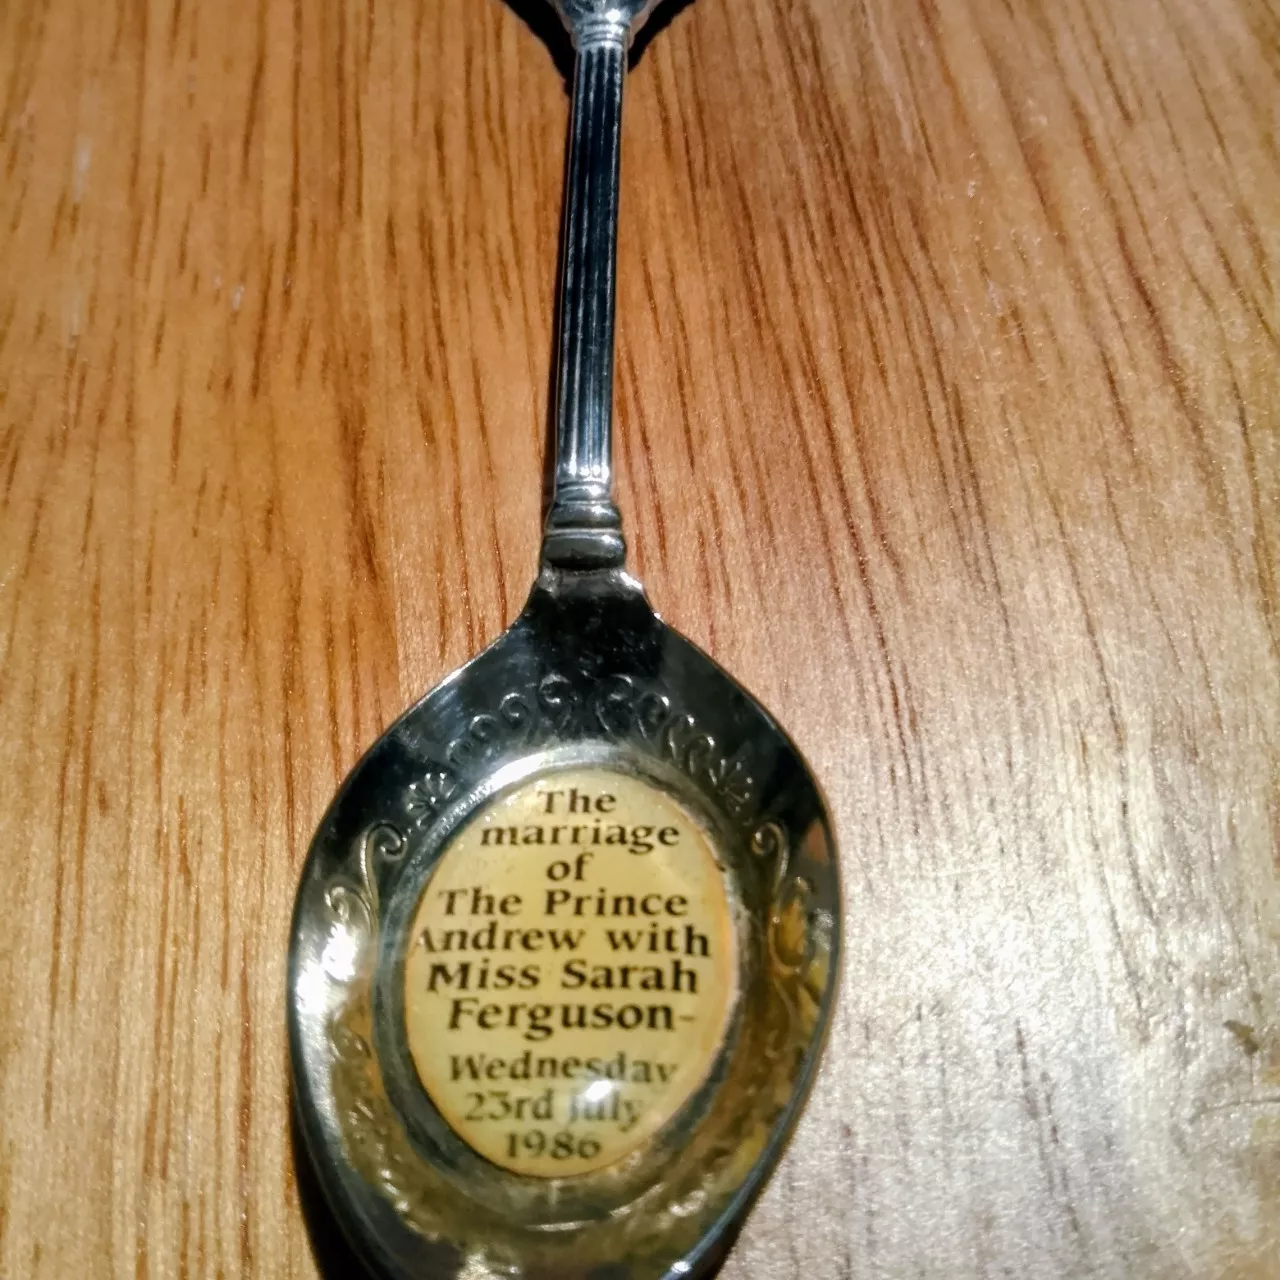 The
marriage
of
The Prince
Andrew with
Miss Sarah
Ferguson-
Wednesday
23rd July
1986